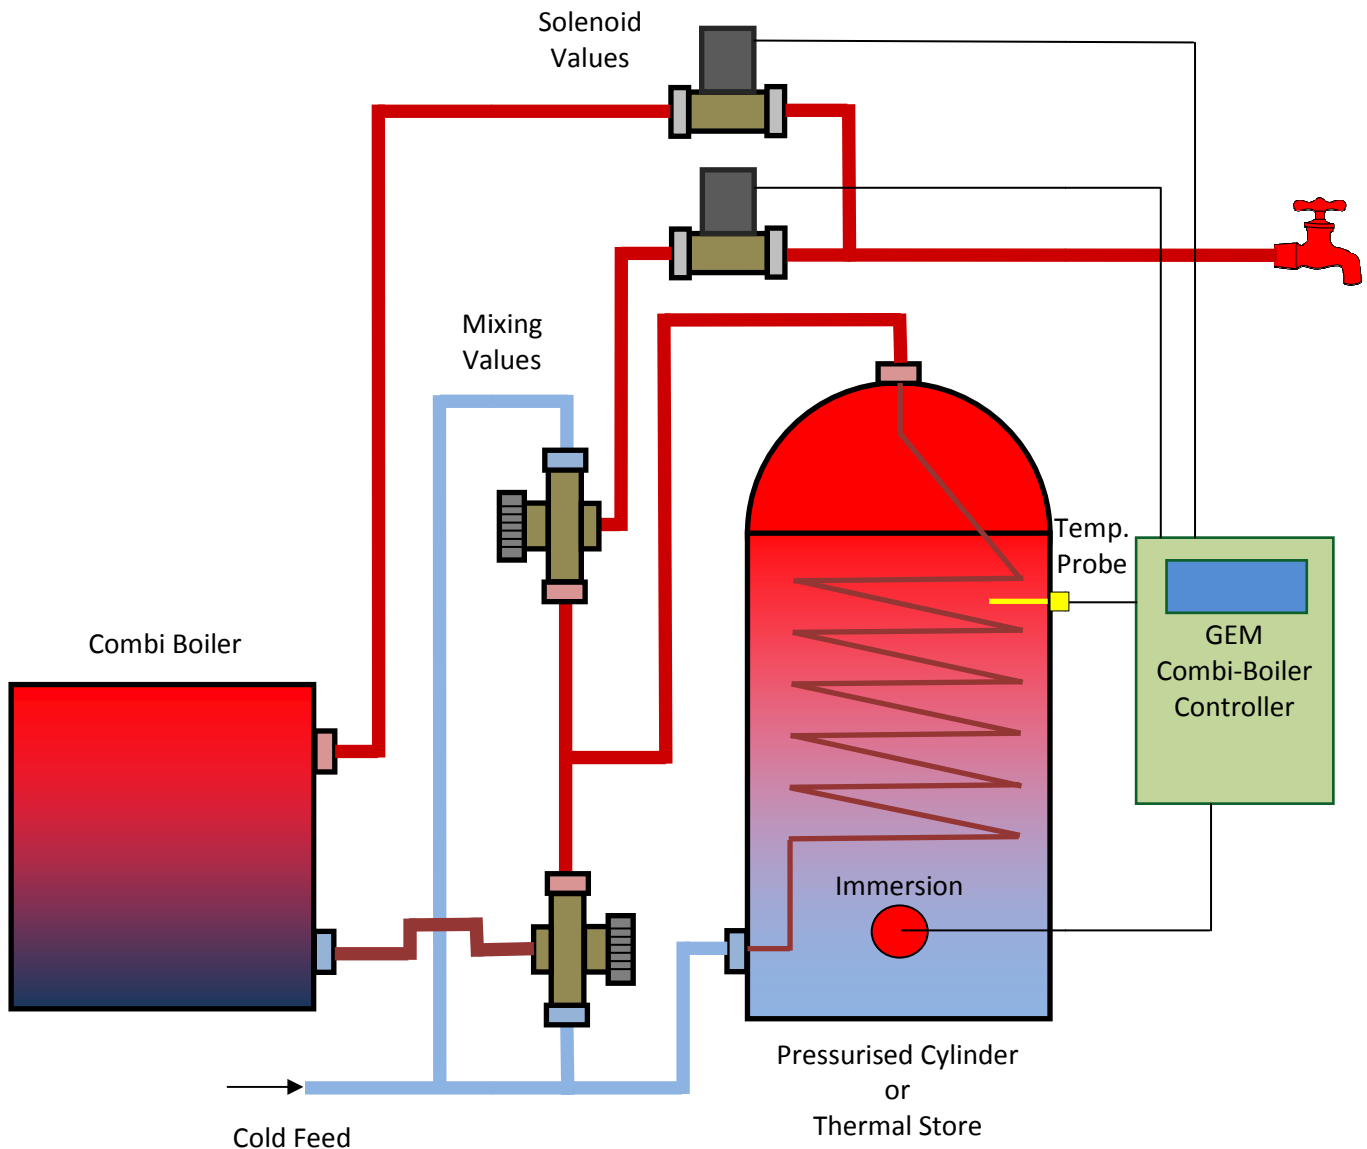 Solenoid
Values
Mixing
Values
Temp.
Probe
Combi Boiler
GEM
Combi-Boiler
Controller
Immersion
Pressurised Cylinder
or
Thermal Store
Cold Feed